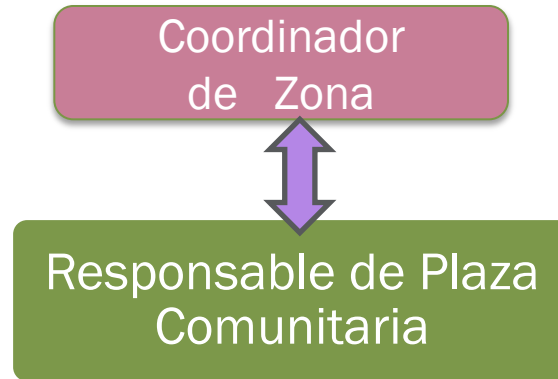 Coordinador
de Zona
Responsable de Plaza
Comunitaria